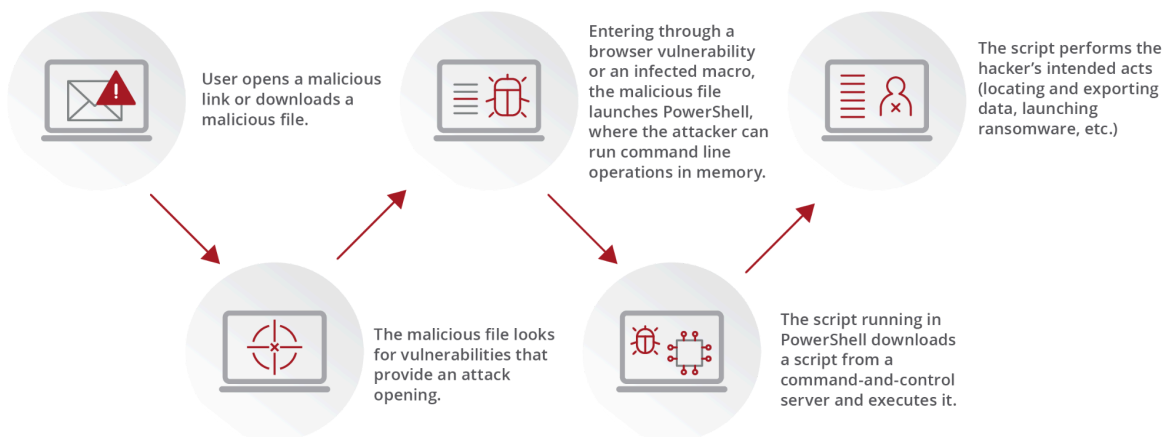 User opens a malicious
link or downloads a
malicious file.
The malicious file looks
for vulnerabilities that
provide an attack
opening.
Entering through a
browser vulnerability
or an infected macro,
the malicious file
launches PowerShell,
where the attacker can
run command line
operations in memory.
The script running in
PowerShell downloads
a script from a
command-and-control
server and executes it.
The script performs the
hacker’s intended acts
(locating and exporting
data, launching
ransomware, etc.)